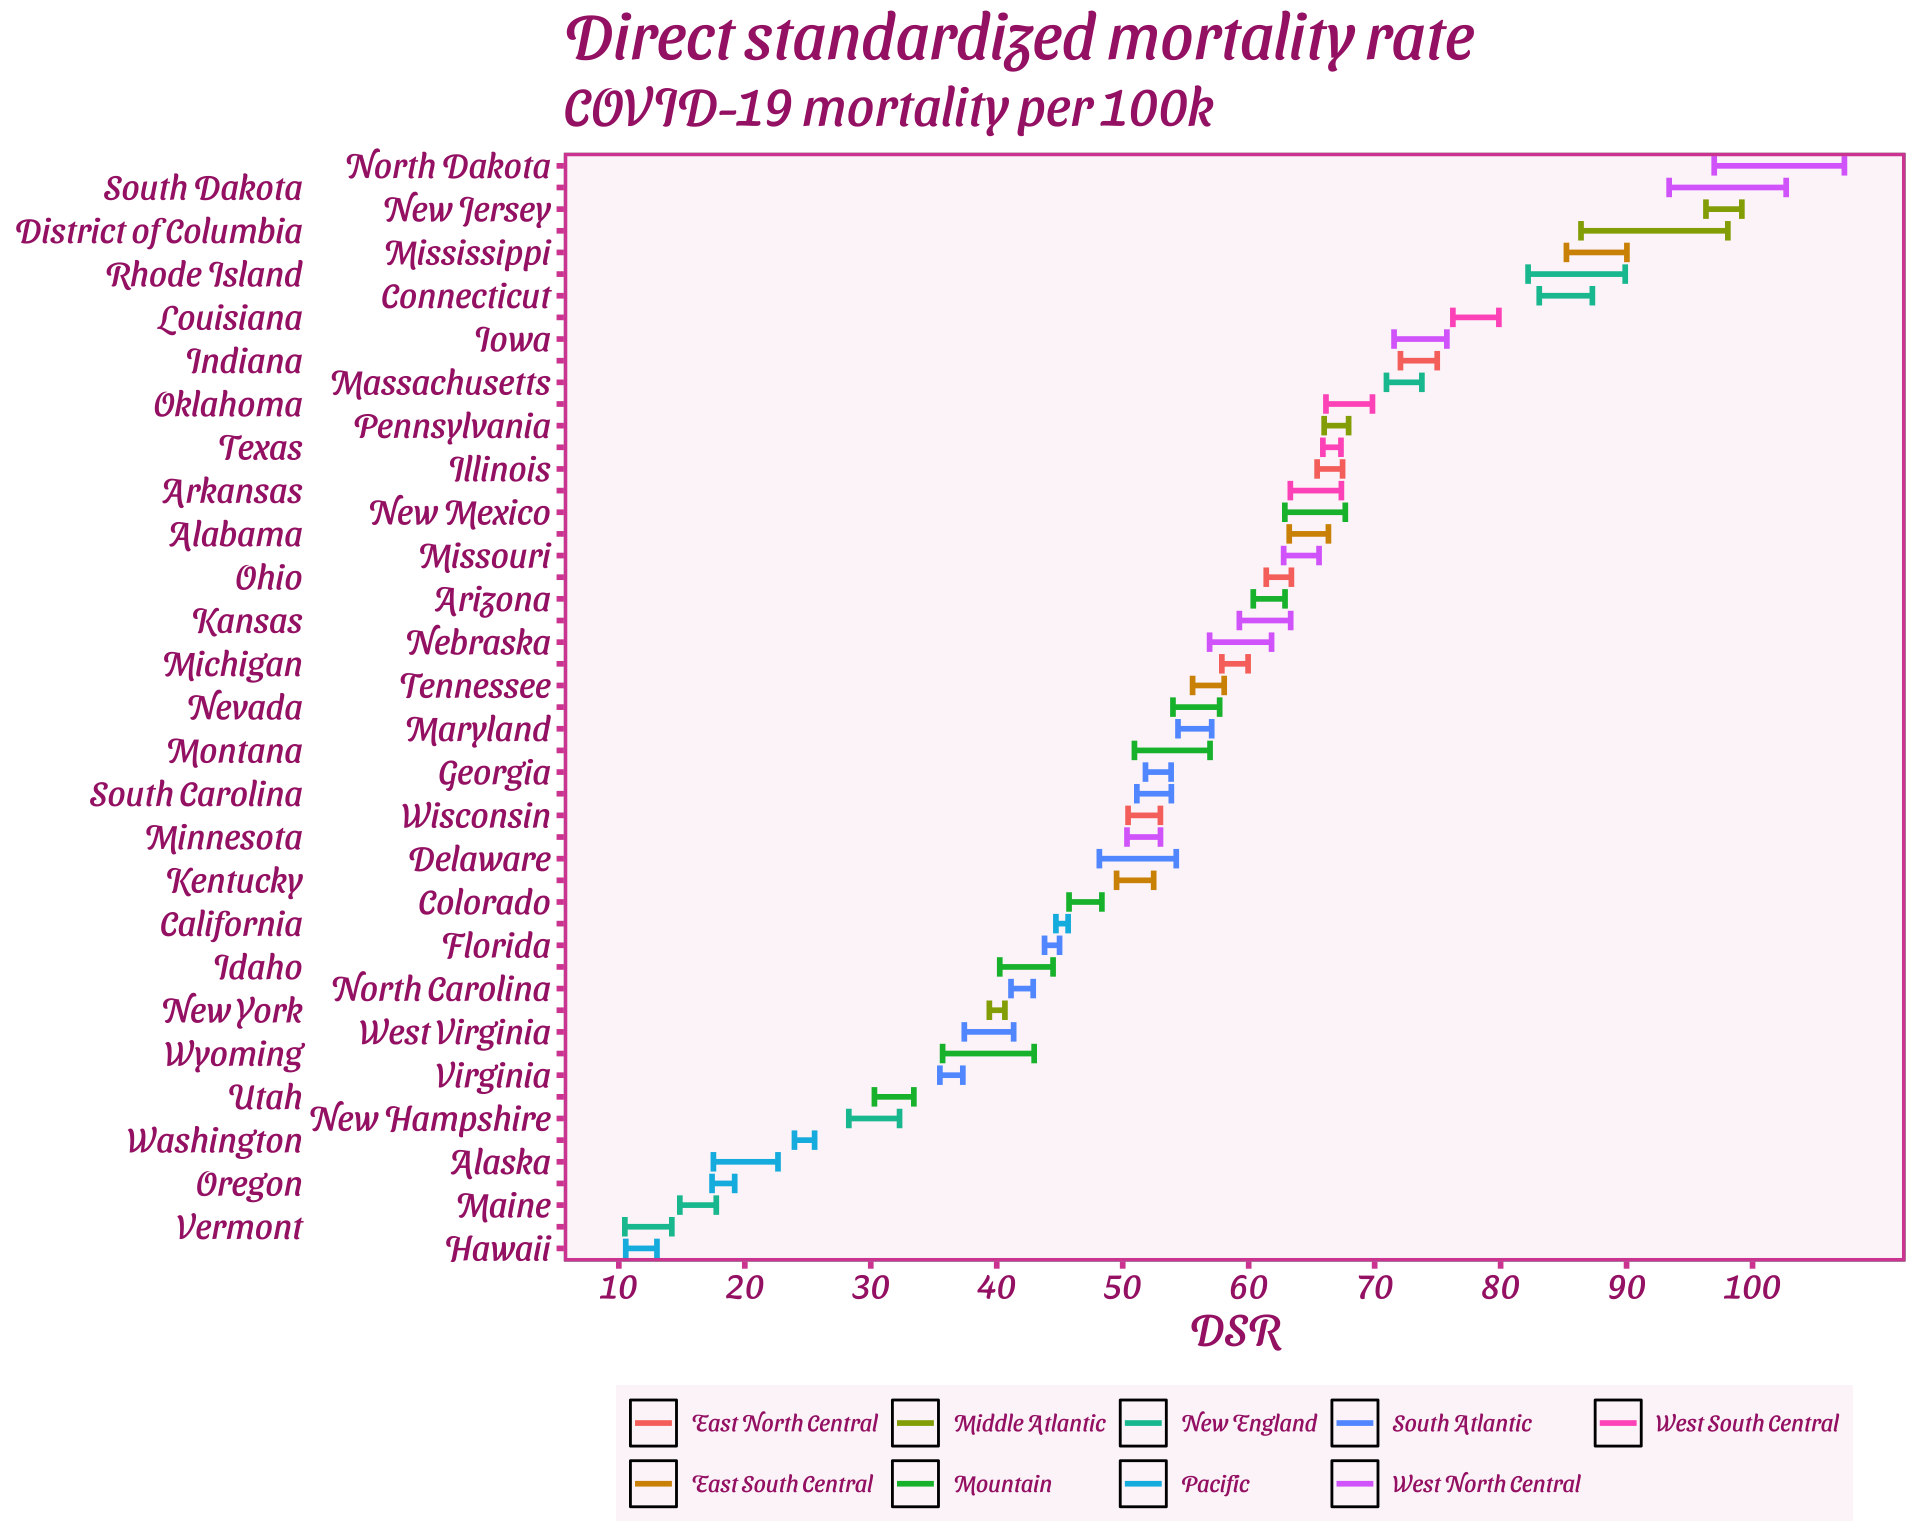 Direct standardized mortality rate
COVID-19 mortality per 100k
North Dakota
South Dakota
New Jersey
District of Columbia
Mississippi
Rhode Island
Connecticut
Louisiana
Iowa
Indiana
Massachusetts
Oklahoma
Pennsylvania
Texas
Illinois
Arkansas
New Mexico
Alabama
Missouri
Ohio
Arizona
Kansas
Nebraska
Michigan
Tennessee
Nevada
Maryland
Montana
Georgia
South Carolina
Wisconsin
Minnesota
Delaware
Kentucky
Colorado
California
Florida
Idaho
North Carolina
New York
West Virginia
Wyoming
Virginia
Utah
New Hampshire
Washington
Alaska
Oregon
Maine
Vermont
Hawaii
10 20 30 40 50 60 70 80 90 100
DSR
East North Central Middle Atlantic New England South Atlantic West South Central
East South Central Mountain Pacific West North Central